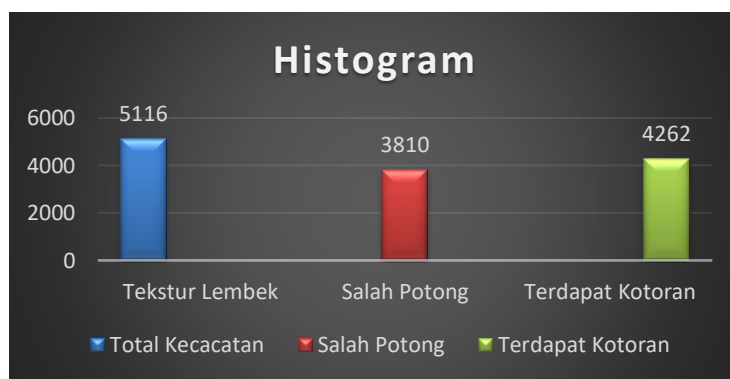 Histogram
6000
4000
2000
0
5116
3810
4262
Tekstur Lembek Salah Potong Terdapat Kotoran
Total Kecacatan Salah Potong Terdapat Kotoran